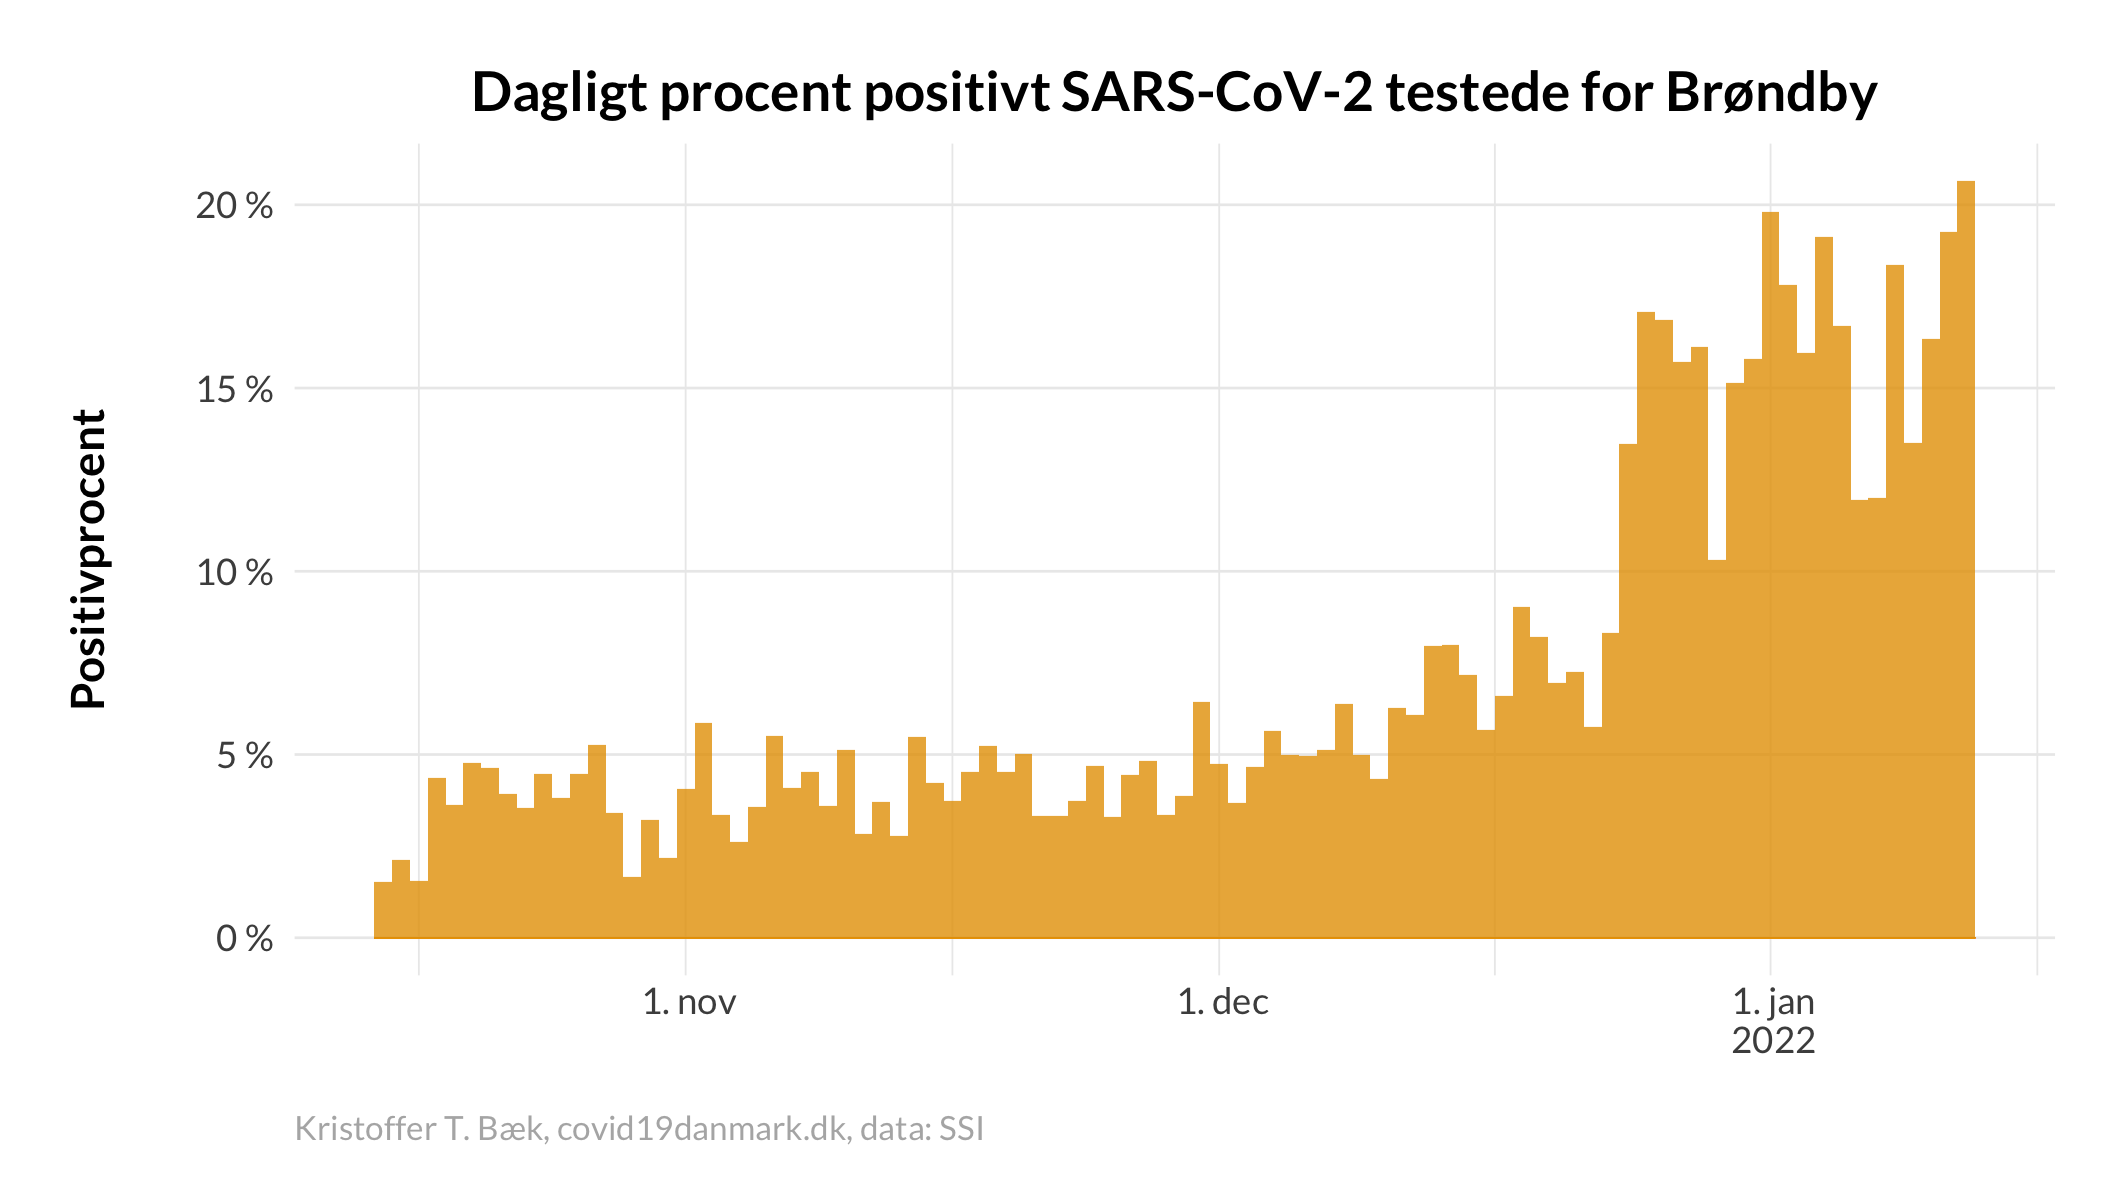 Dagligt procent positivt SARS-CoV-2 testede for Brøndby
Positivprocent
20 %
15 %
10 %
5 %
0 %
1. nov
1. dec
1. jan
2022
Kristoffer T. Bæk, covid19danmark.dk, data: SSI